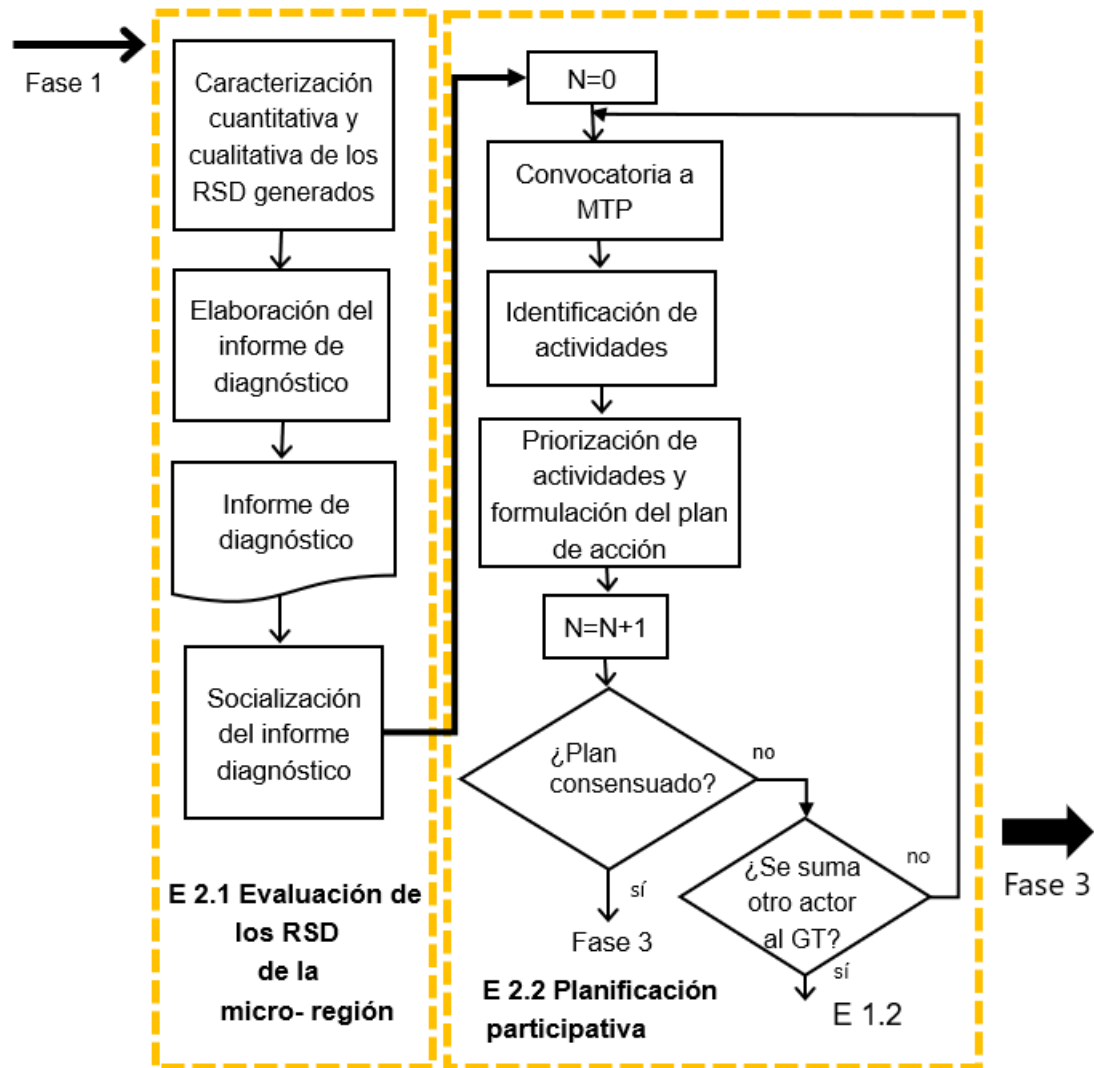 Fase 1
Caracterización
cuantitativa y
cualitativa de los
RSD generados
Elaboración del
informe de
diagnóstico
Informe de
diagnóstico
Socialización
del informe
diagnóstico
E 2.1 Evaluación de
los RSD
de la
micro- región
N=0
Convocatoria a
MTP
Identificación de
actividades
Priorización de
actividades y
formulación del plan
de acción
N=N+1
¿Plan
consensuado?
no
sí
Fase 3
¿Se suma
otro actor
al GT?
no
sí
E 1.2
E 2.2 Planificación
participativa
Fase 3